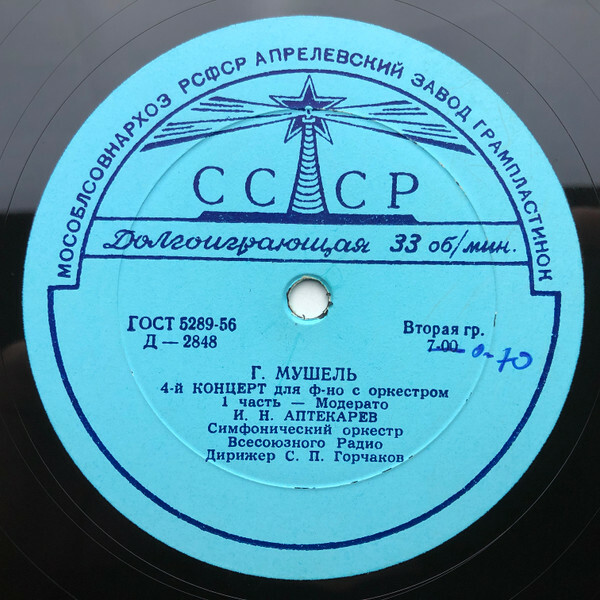 МОСОБЛСОВНАРХОЗ РСФСР АПРЕЛЕВСКИЙ ЗАВОД ГРАМПЛАСТИНОК
СССР
Долгоиграющая 33 об/мин.
ГОСТ 5289-56
Д — 2848
Вторая гр.
7.00 0-70
Г. МУШЕЛЬ
4-й КОНЦЕРТ для ф-но с оркестром
1 часть — Модерато
И. Н. АПТЕКАРЕВ
Симфонический оркестр
Всесоюзного Радио
Дирижер С. П. Горчаков